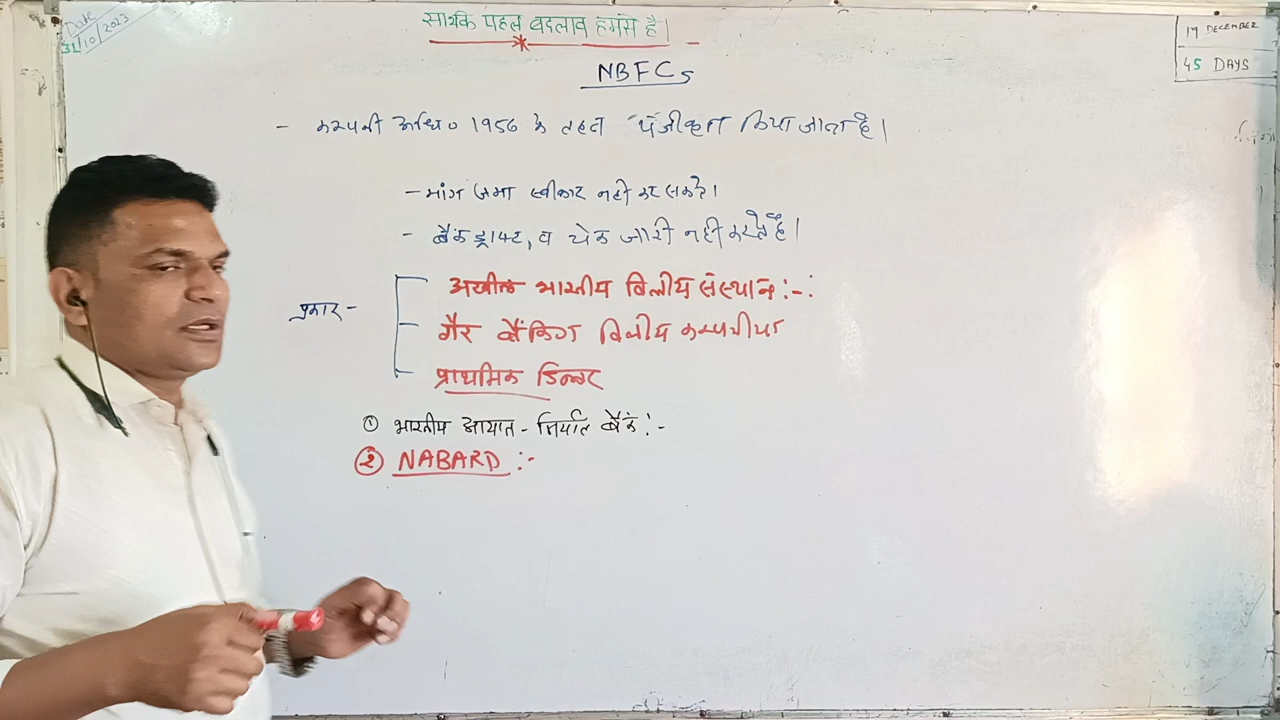 Date
31/10/2023
सार्थक पहल बदलाव हमसे है।
17 DECEMBER
45 DAYS
NBFCs
- कम्पनी अधि० 1956 के तहत पंजीकृत किया जाता है।
- मांग जमा स्वीकार नही कर सकते।
- बैंक ड्राफ्ट, व चेक जारी नही करते है।
प्रकार -
अखील भारतीय वित्तीय संस्थान :-:
गैर बैंकिंग वित्तीय कम्पनीया
प्राथमिक डिलर
① भारतीय आयात - निर्यात बैंक :-
② NABARD :-